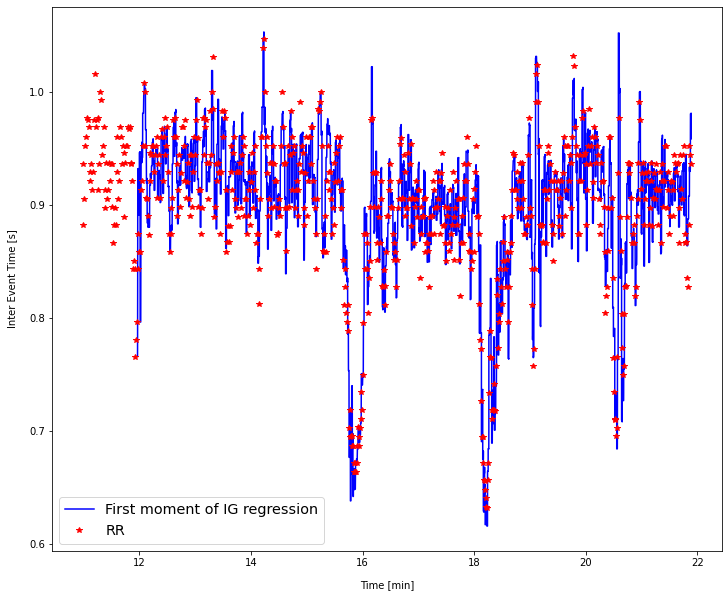 1.0
0.9
0.8
0.7
0.6
Inter Event Time [s]
First moment of IG regression
RR
12 14 16 18 20 22
Time [min]